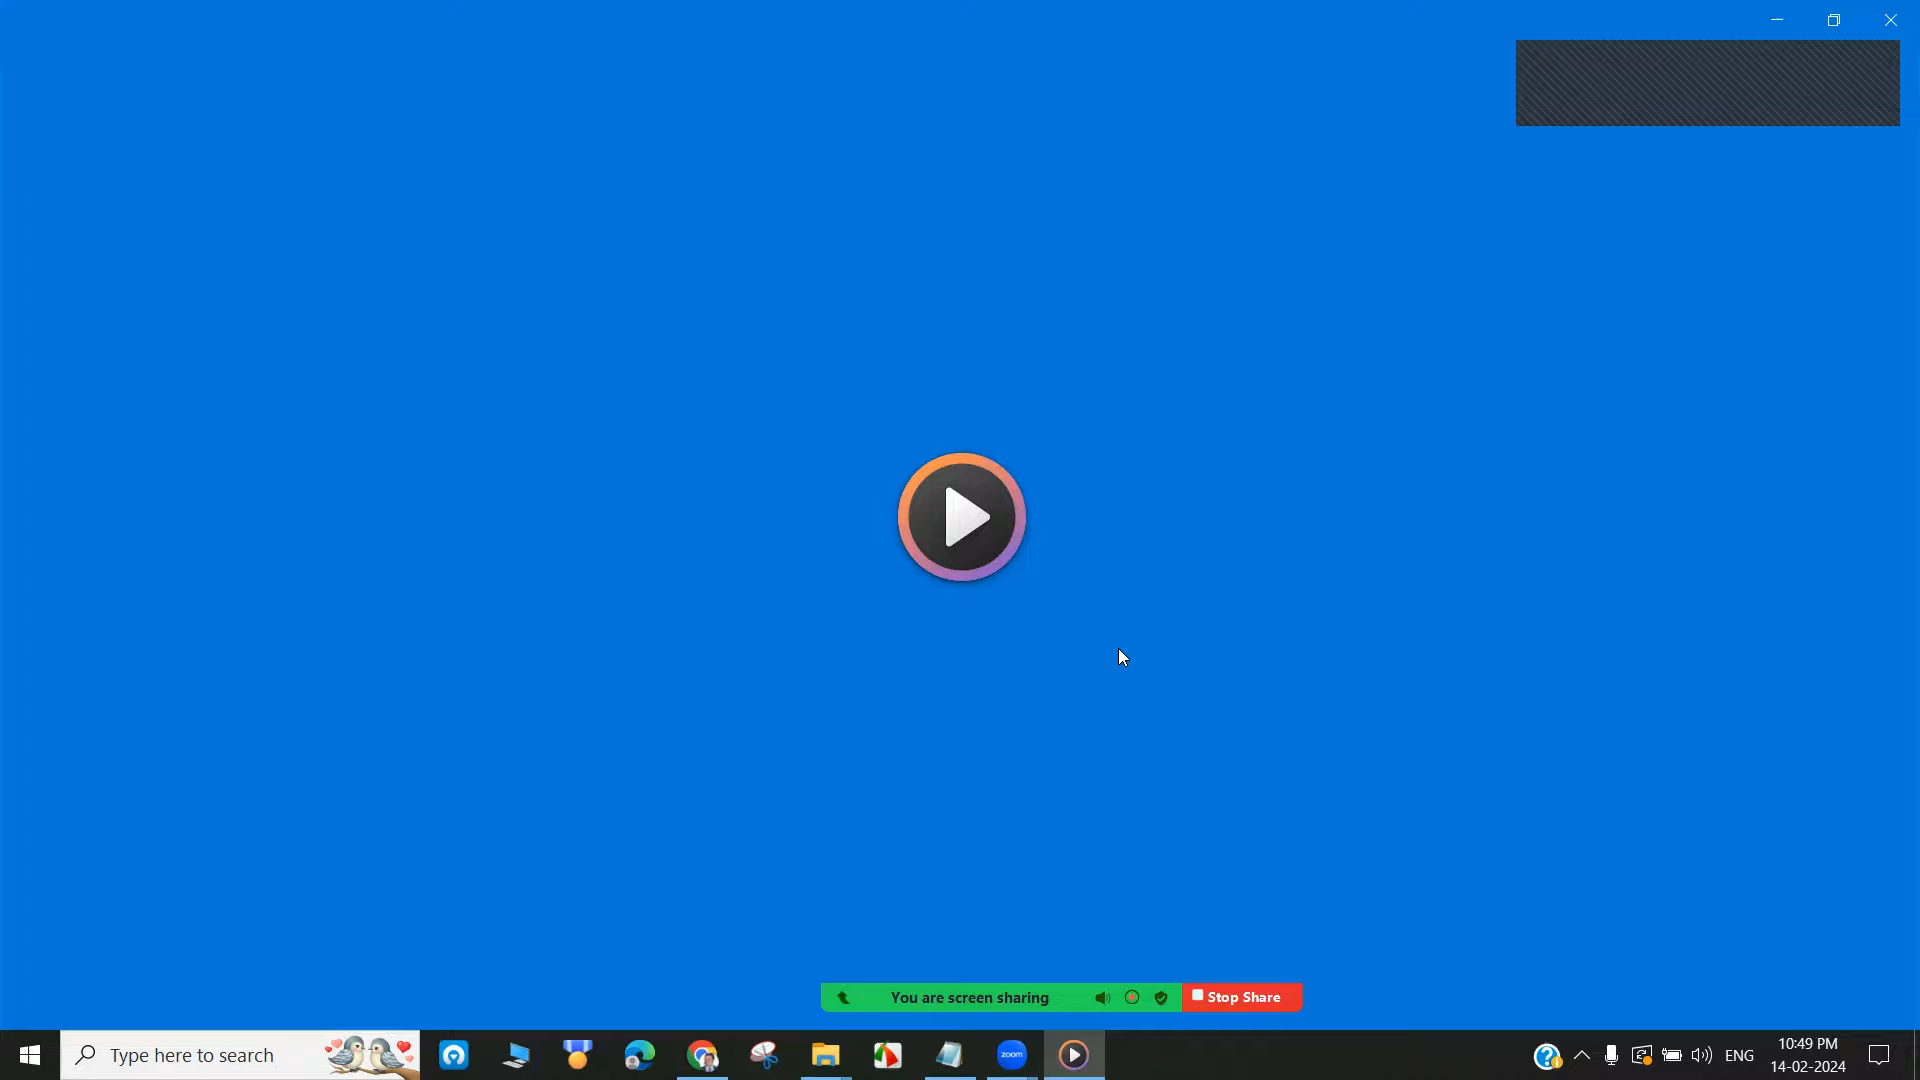 You are screen sharing
Stop Share
Type here to search
zoom
ENG
10:49 PM
14-02-2024